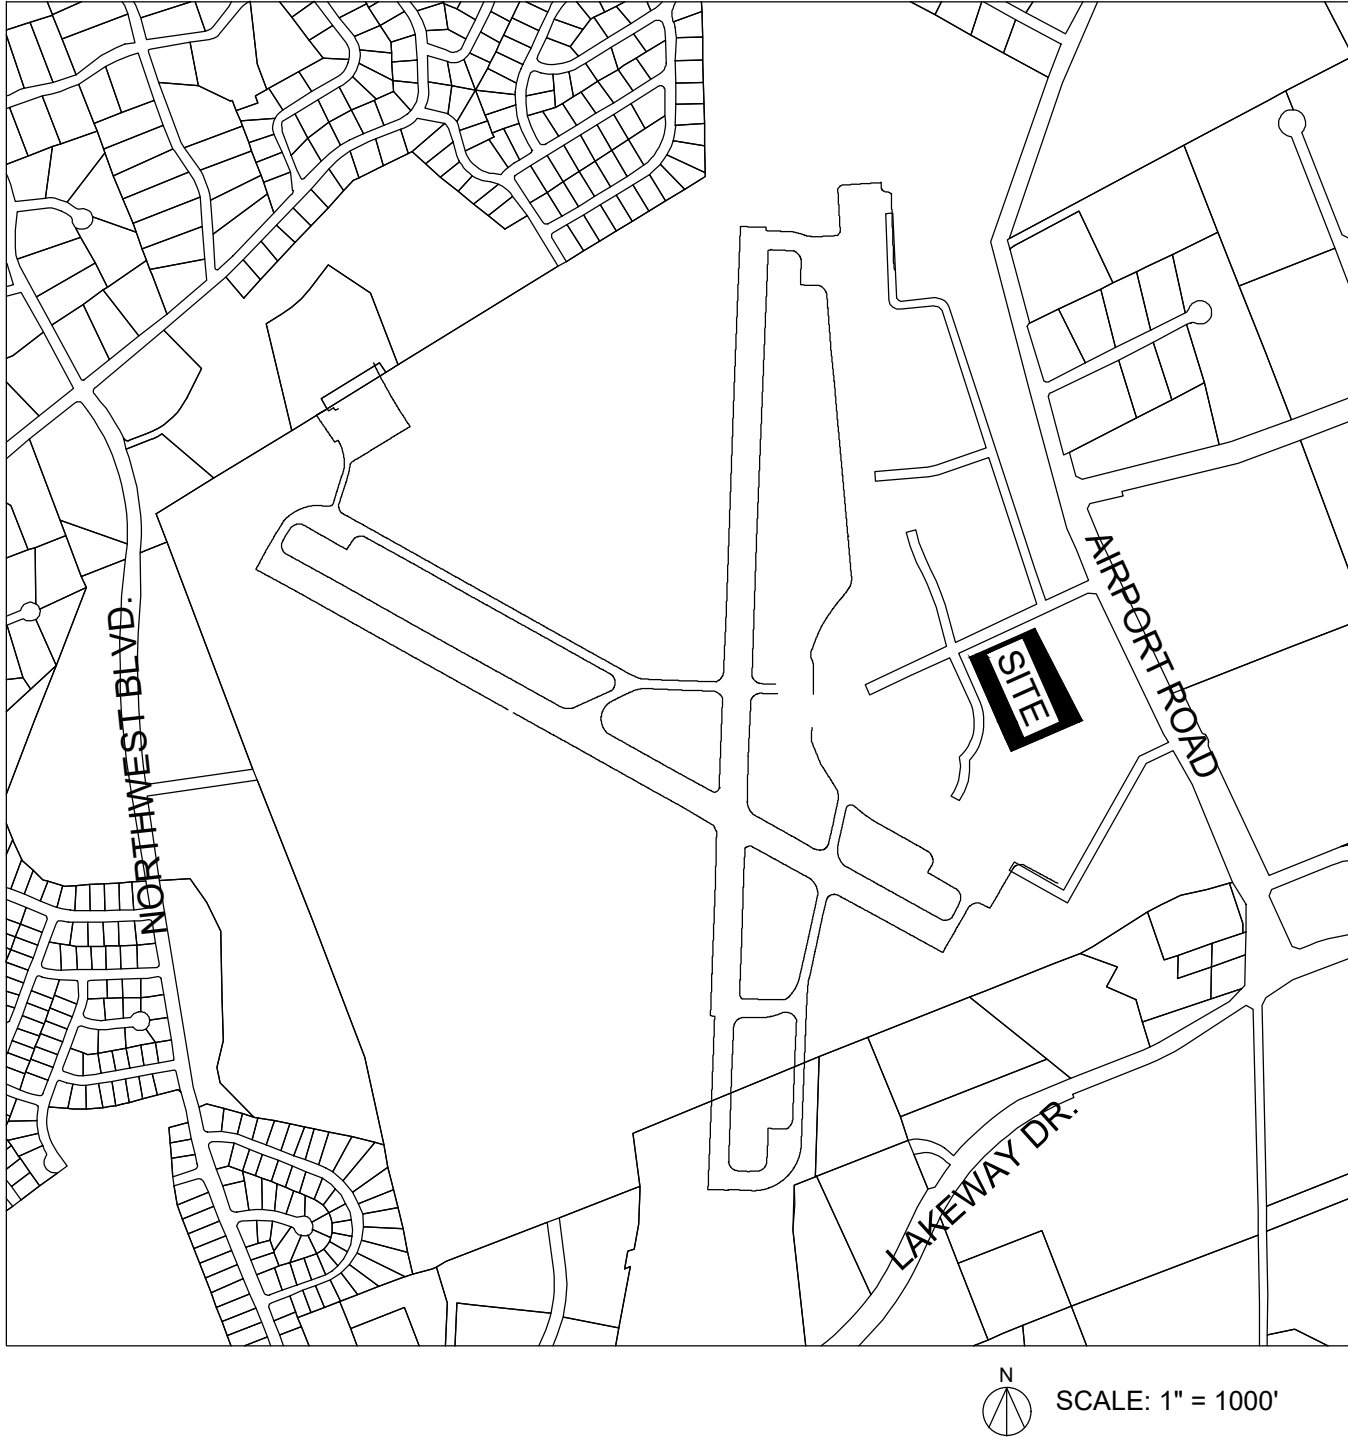 AIRPORT ROAD
NORTHWEST BLVD.
SITE
LAKEWAY DR.
N
SCALE: 1" = 1000'